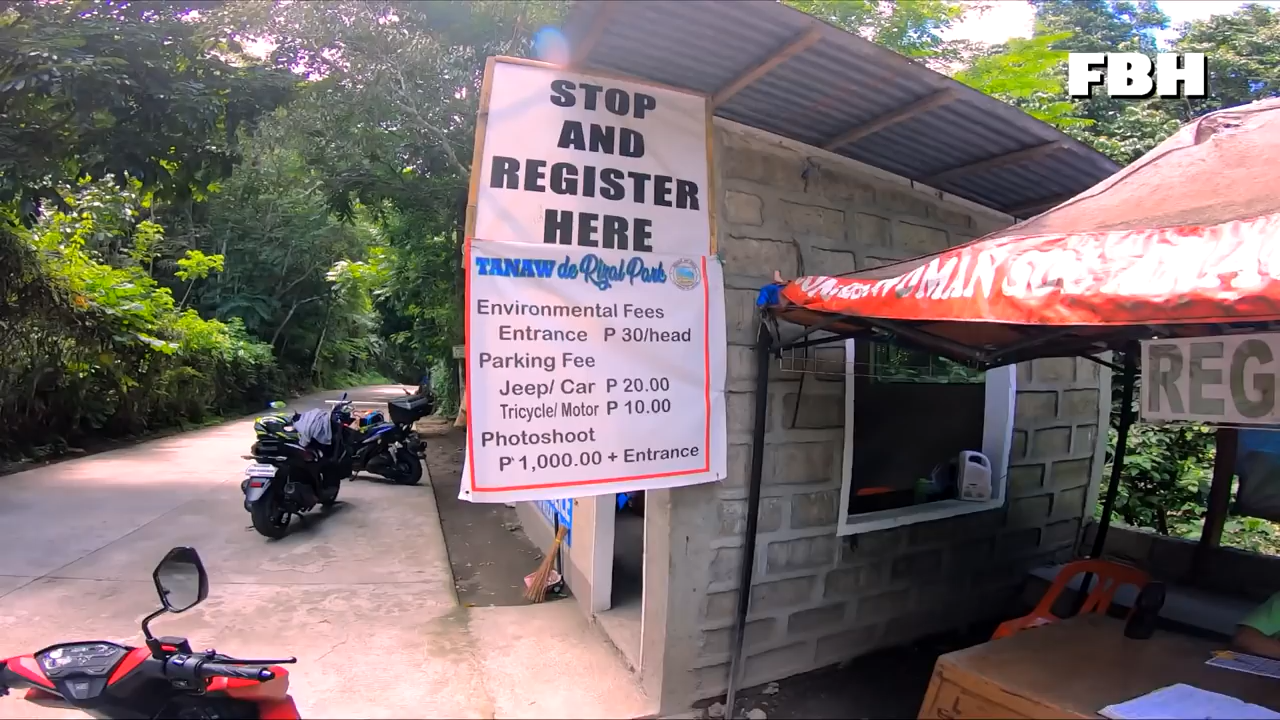 FBH
STOP
AND
REGISTER
HERE
TANAW de Rizal Park
Environmental Fees
Entrance P 30/head
Parking Fee
Jeep/ Car P 20.00
Tricycle/ Motor P 10.00
Photoshoot
P 1,000.00 + Entrance
REG